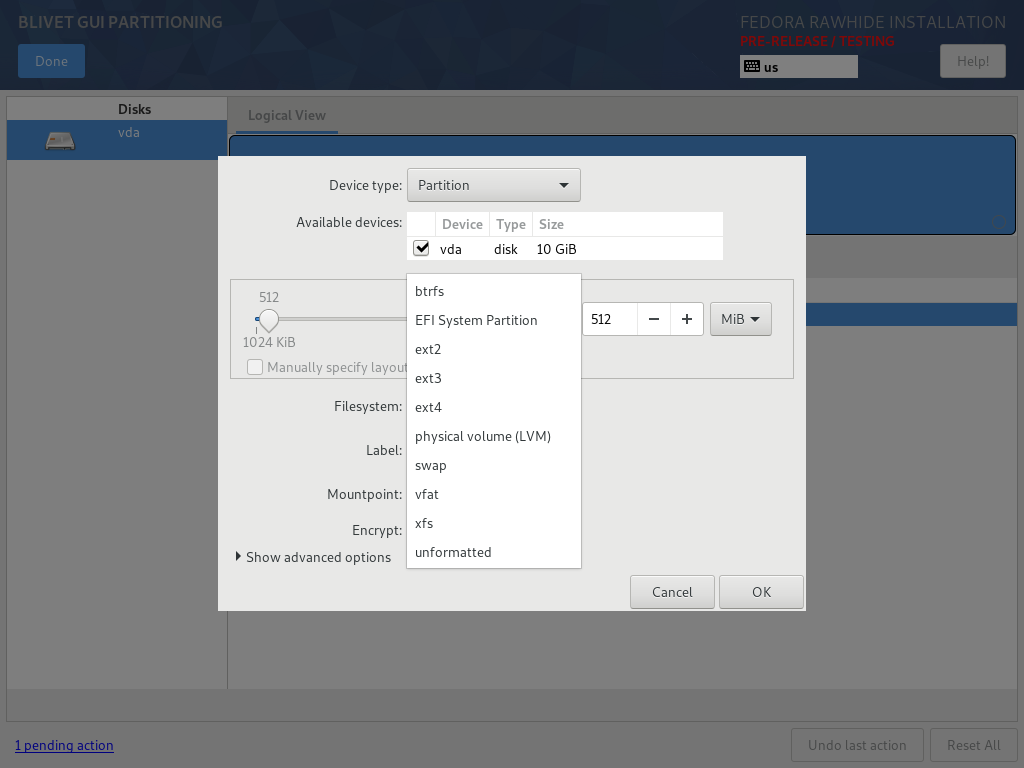 BLIVET GUI PARTITIONING
FEDORA RAWHIDE INSTALLATION
PRE-RELEASE / TESTING
Done
us
Help!
Disks
vda
Logical View
Device type: Partition
Available devices:
Device Type Size
vda disk 10 GiB
512
1024 KiB
512 MiB
Manually specify layout
btrfs
EFI System Partition
ext2
ext3
ext4
physical volume (LVM)
swap
vfat
xfs
unformatted
Filesystem:
Label:
Mountpoint:
Encrypt:
Show advanced options
Cancel OK
1 pending action
Undo last action Reset All